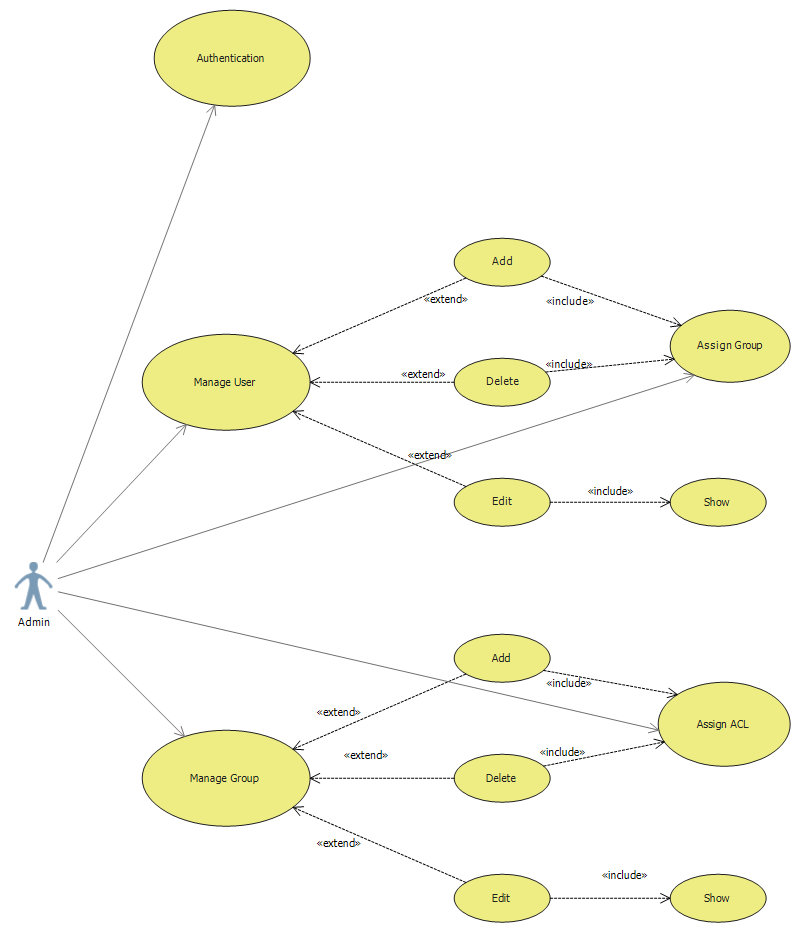 Authentication
Add
«extend»
«include»
Assign Group
«include»
«extend»
Manage User
Delete
«extend»
«include»
Edit
Show
Admin
Add
«include»
«extend»
Assign ACL
«extend»
«include»
Manage Group
Delete
«extend»
«include»
Edit
Show